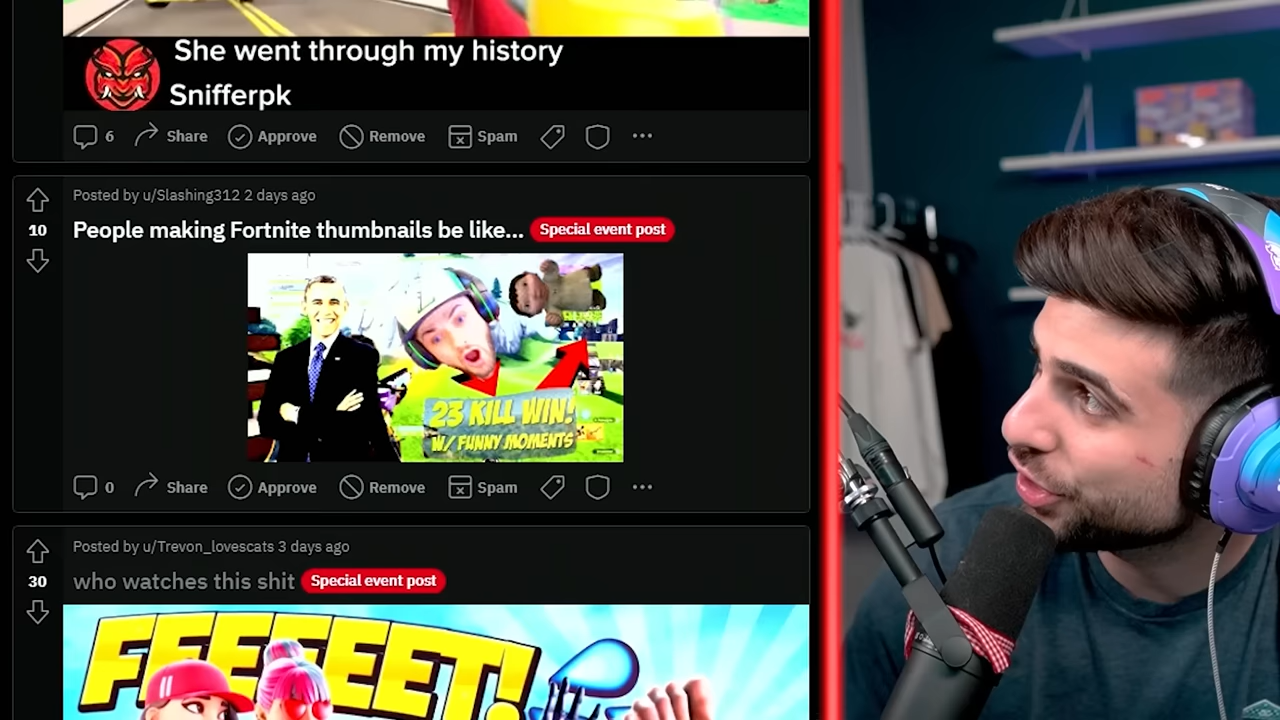 She went through my history
Snifferpk
6 Share Approve Remove Spam
Posted by u/Slashing312 2 days ago
10
People making Fortnite thumbnails be like... Special event post
23 KILL WIN!
W/ FUNNY MOMENTS
0 Share Approve Remove Spam
Posted by u/Trevon_lovescats 3 days ago
30
who watches this shit Special event post
FEEEEEET!